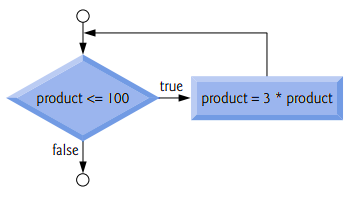 product <= 100
true
product = 3 * product
false